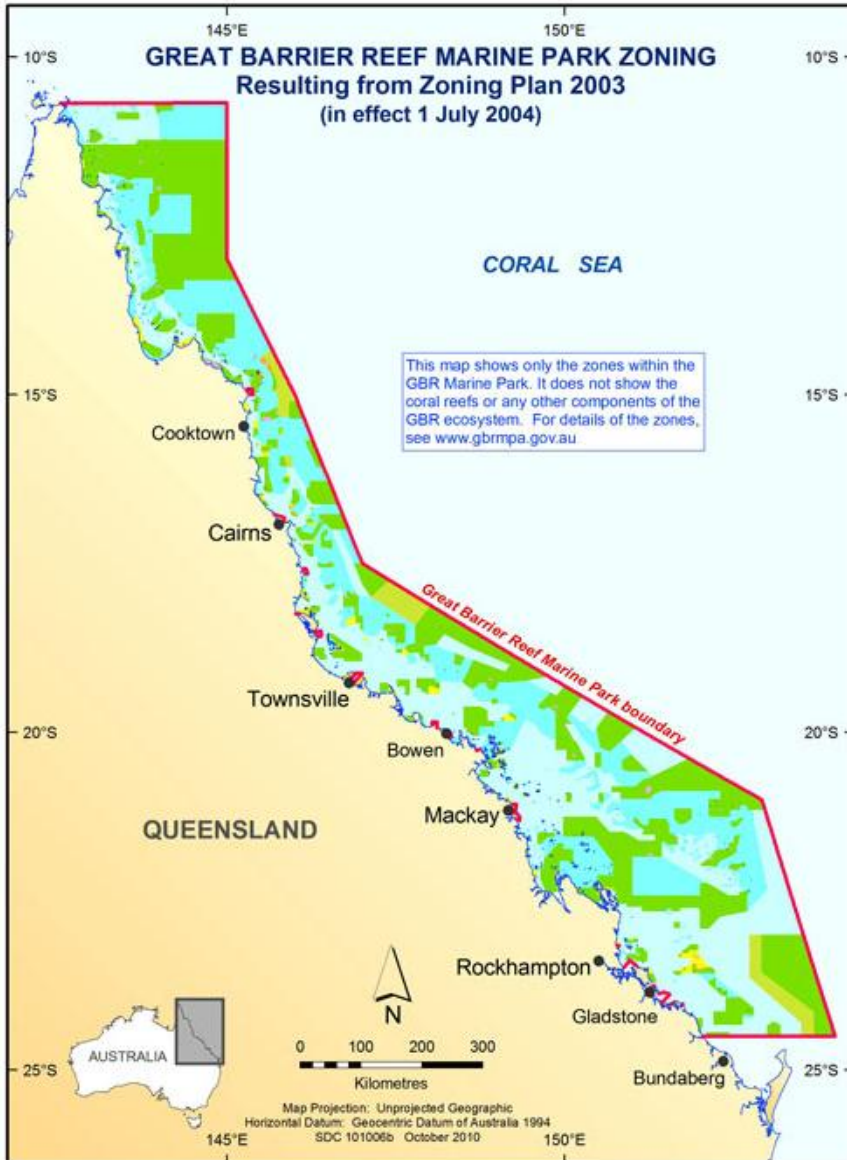 145°E
150°E
10°S
10°S
GREAT BARRIER REEF MARINE PARK ZONING
Resulting from Zoning Plan 2003
(in effect 1 July 2004)
CORAL SEA
This map shows only the zones within the
GBR Marine Park. It does not show the
coral reefs or any other components of the
GBR ecosystem. For details of the zones,
see www.gbrmpa.gov.au
15°S
15°S
Cooktown
Cairns
Great Barrier Reef Marine Park boundary
Townsville
20°S
20°S
Bowen
Mackay
QUEENSLAND
Rockhampton
Gladstone
N
AUSTRALIA
0 100 200 300
Kilometres
25°S
25°S
Bundaberg
Map Projection: Unprojected Geographic
Horizontal Datum: Geocentric Datum of Australia 1994
SDC 101006b October 2010
145°E
150°E